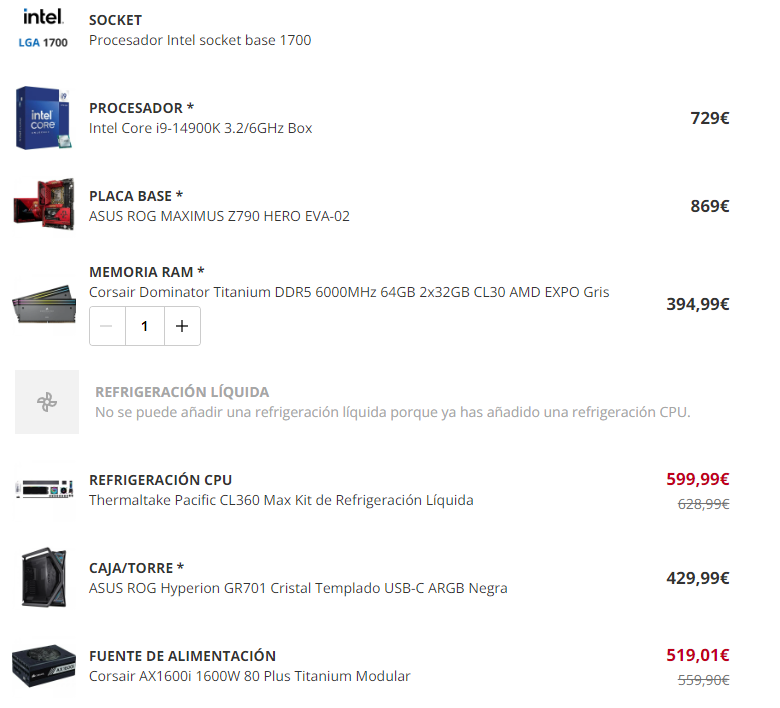 intel.
LGA 1700
SOCKET
Procesador Intel socket base 1700
intel
CORE
i9
PROCESADOR *
Intel Core i9-14900K 3.2/6GHz Box
729€
PLACA BASE *
ASUS ROG MAXIMUS Z790 HERO EVA-02
869€
MEMORIA RAM *
Corsair Dominator Titanium DDR5 6000MHz 64GB 2x32GB CL30 AMD EXPO Gris
394,99€
− 1 +
REFRIGERACIÓN LÍQUIDA
No se puede añadir una refrigeración líquida porque ya has añadido una refrigeración CPU.
REFRIGERACIÓN CPU
Thermaltake Pacific CL360 Max Kit de Refrigeración Líquida
599,99€
628,99€
CAJA/TORRE *
ASUS ROG Hyperion GR701 Cristal Templado USB-C ARGB Negra
429,99€
FUENTE DE ALIMENTACIÓN
Corsair AX1600i 1600W 80 Plus Titanium Modular
519,01€
559,90€